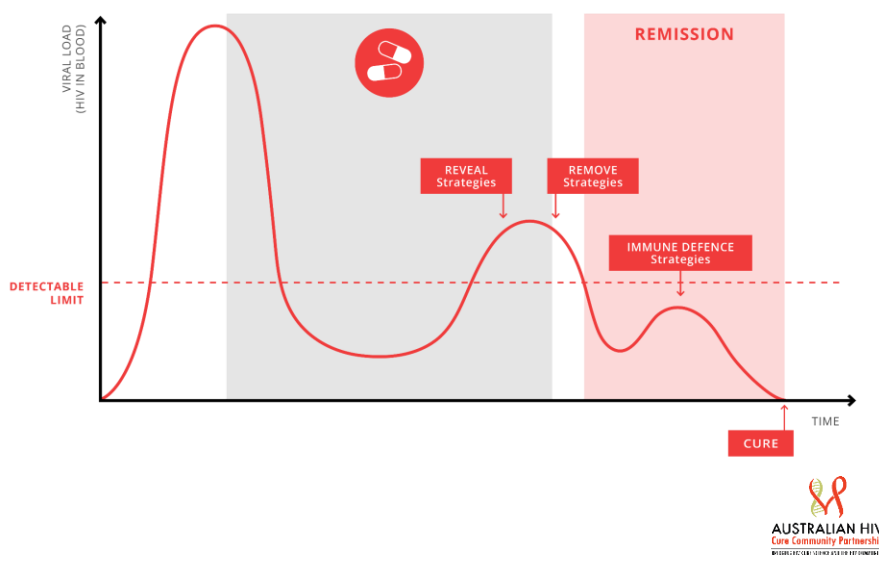 VIRAL LOAD
(HIV IN BLOOD)
REMISSION
REVEAL
Strategies
REMOVE
Strategies
IMMUNE DEFENCE
Strategies
DETECTABLE
LIMIT
TIME
CURE
AUSTRALIAN HIV
Cure Community Partnershi